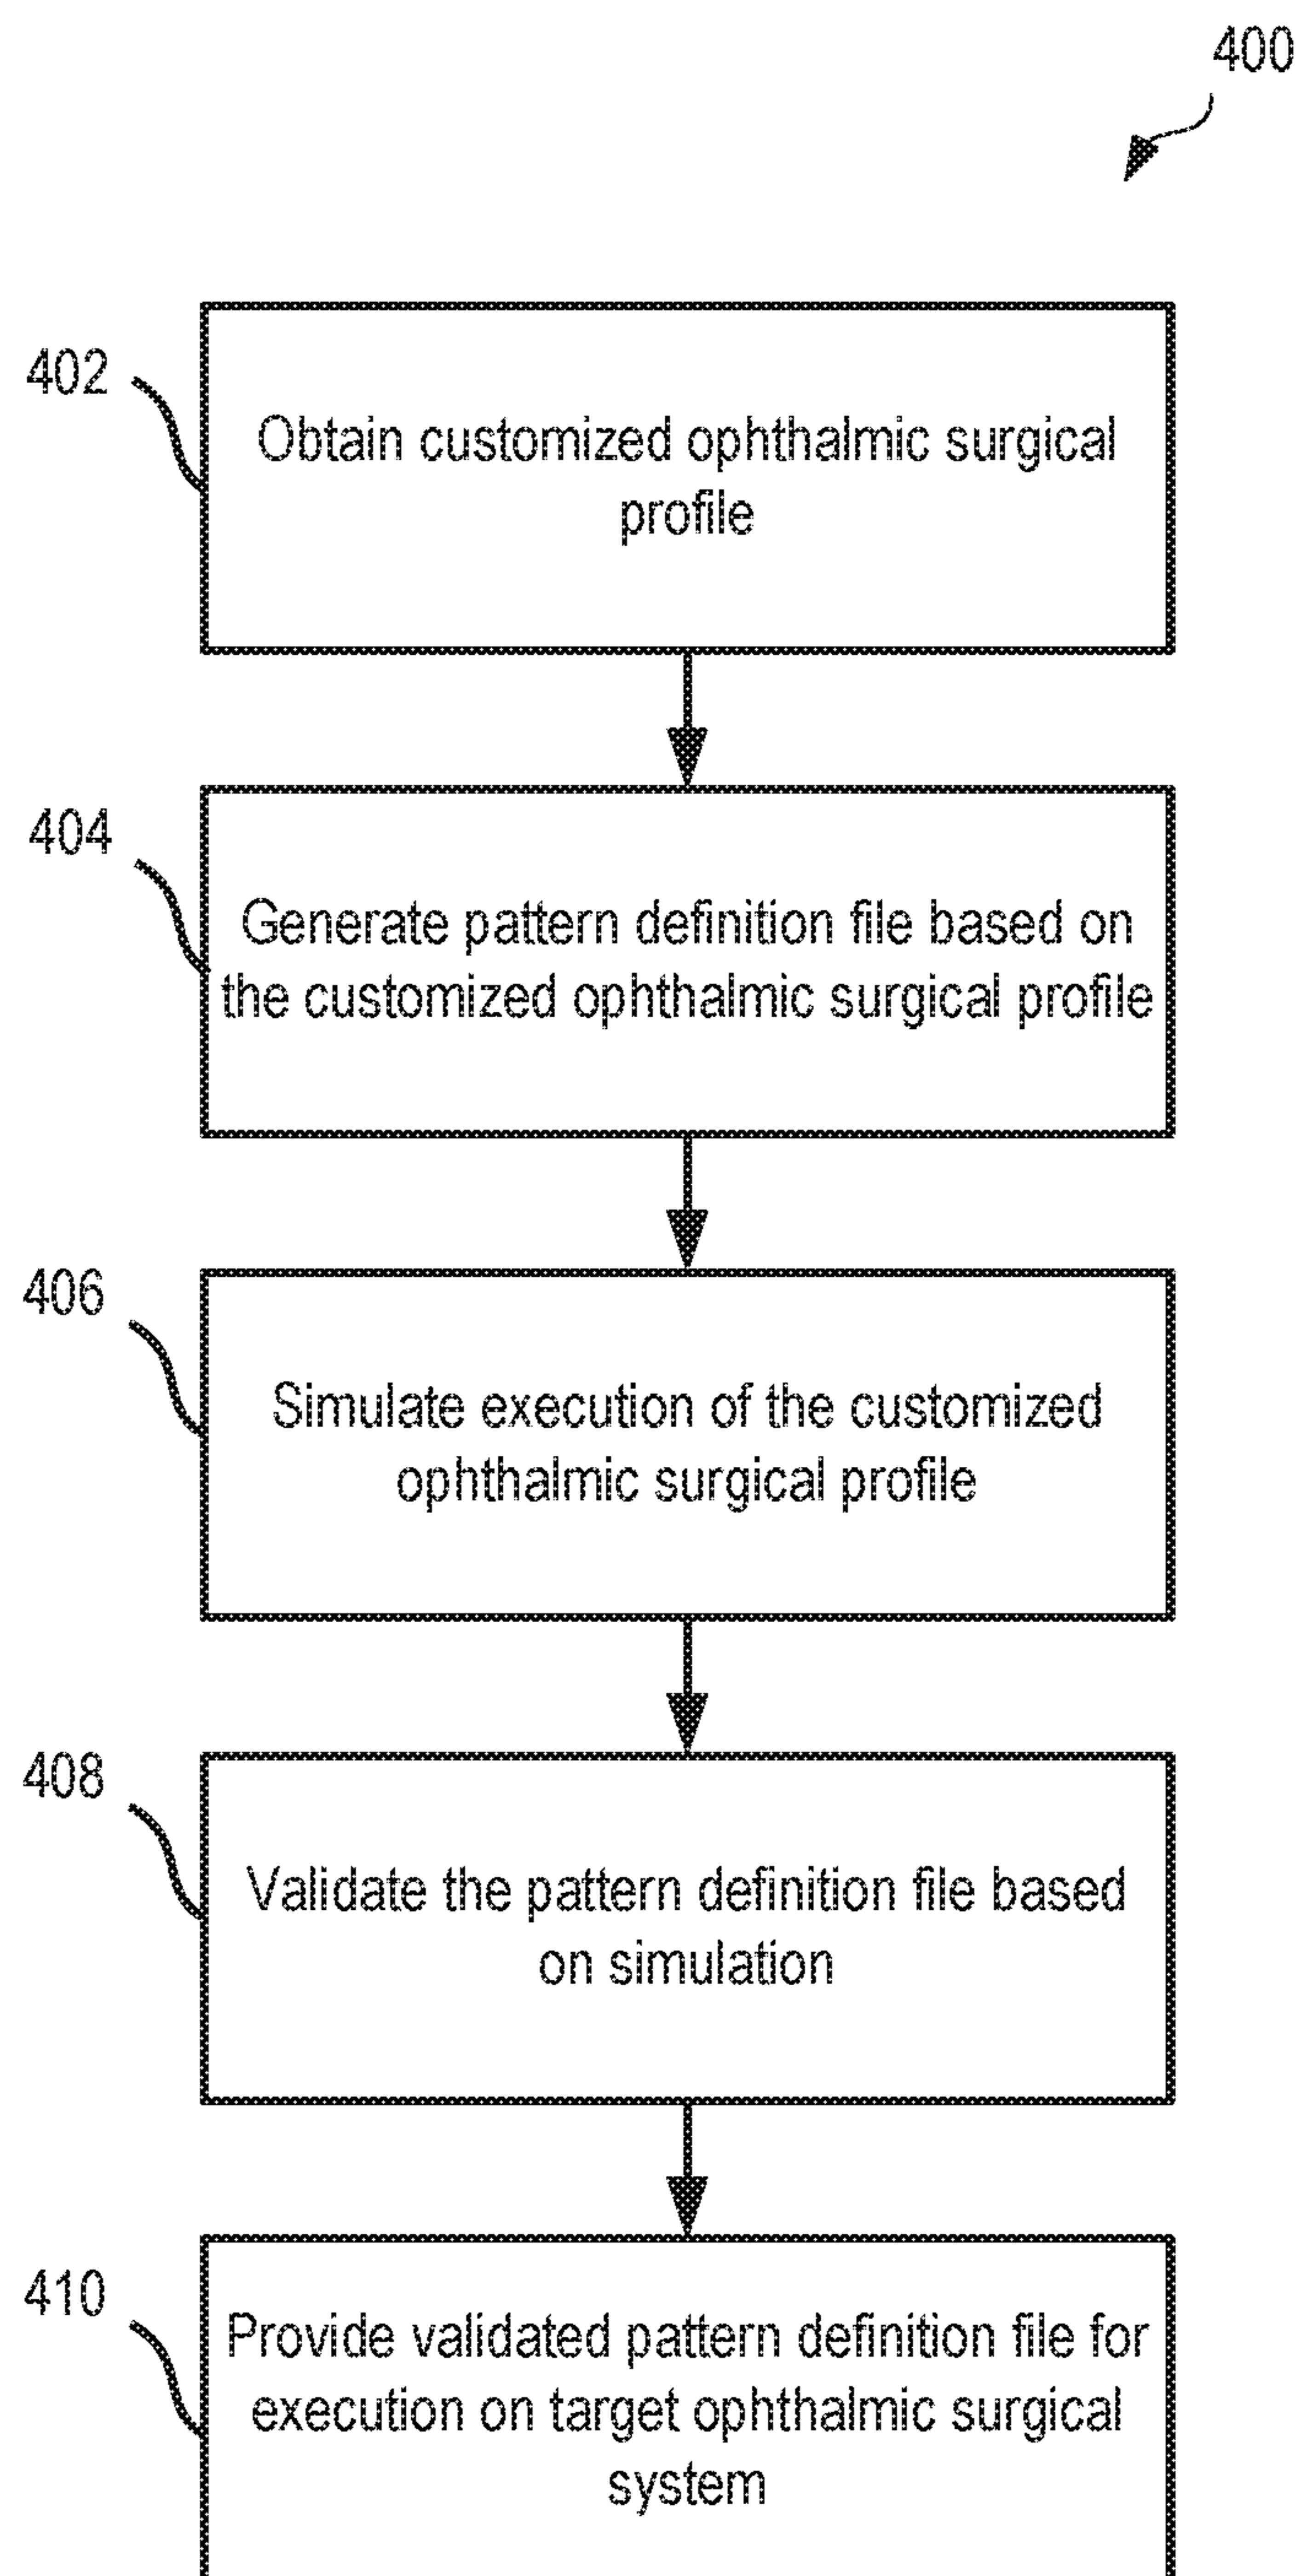 400
402
Obtain customized ophthalmic surgical
profile
404
Generate pattern definition file based on
the customized ophthalmic surgical profile
406
Simulate execution of the customized
ophthalmic surgical profile
408
Validate the pattern definition file based
on simulation
410
Provide validated pattern definition file for
execution on target ophthalmic surgical
system